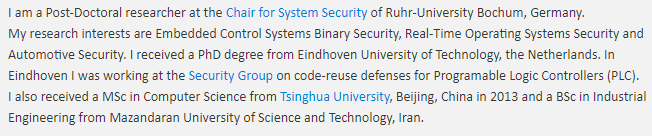 I am a Post-Doctoral researcher at the Chair for System Security of Ruhr-University Bochum, Germany.
My research interests are Embedded Control Systems Binary Security, Real-Time Operating Systems Security and
Automotive Security. I received a PhD degree from Eindhoven University of Technology, the Netherlands. In
Eindhoven I was working at the Security Group on code-reuse defenses for Programable Logic Controllers (PLC).
I also received a MSc in Computer Science from Tsinghua University, Beijing, China in 2013 and a BSc in Industrial
Engineering from Mazandaran University of Science and Technology, Iran.